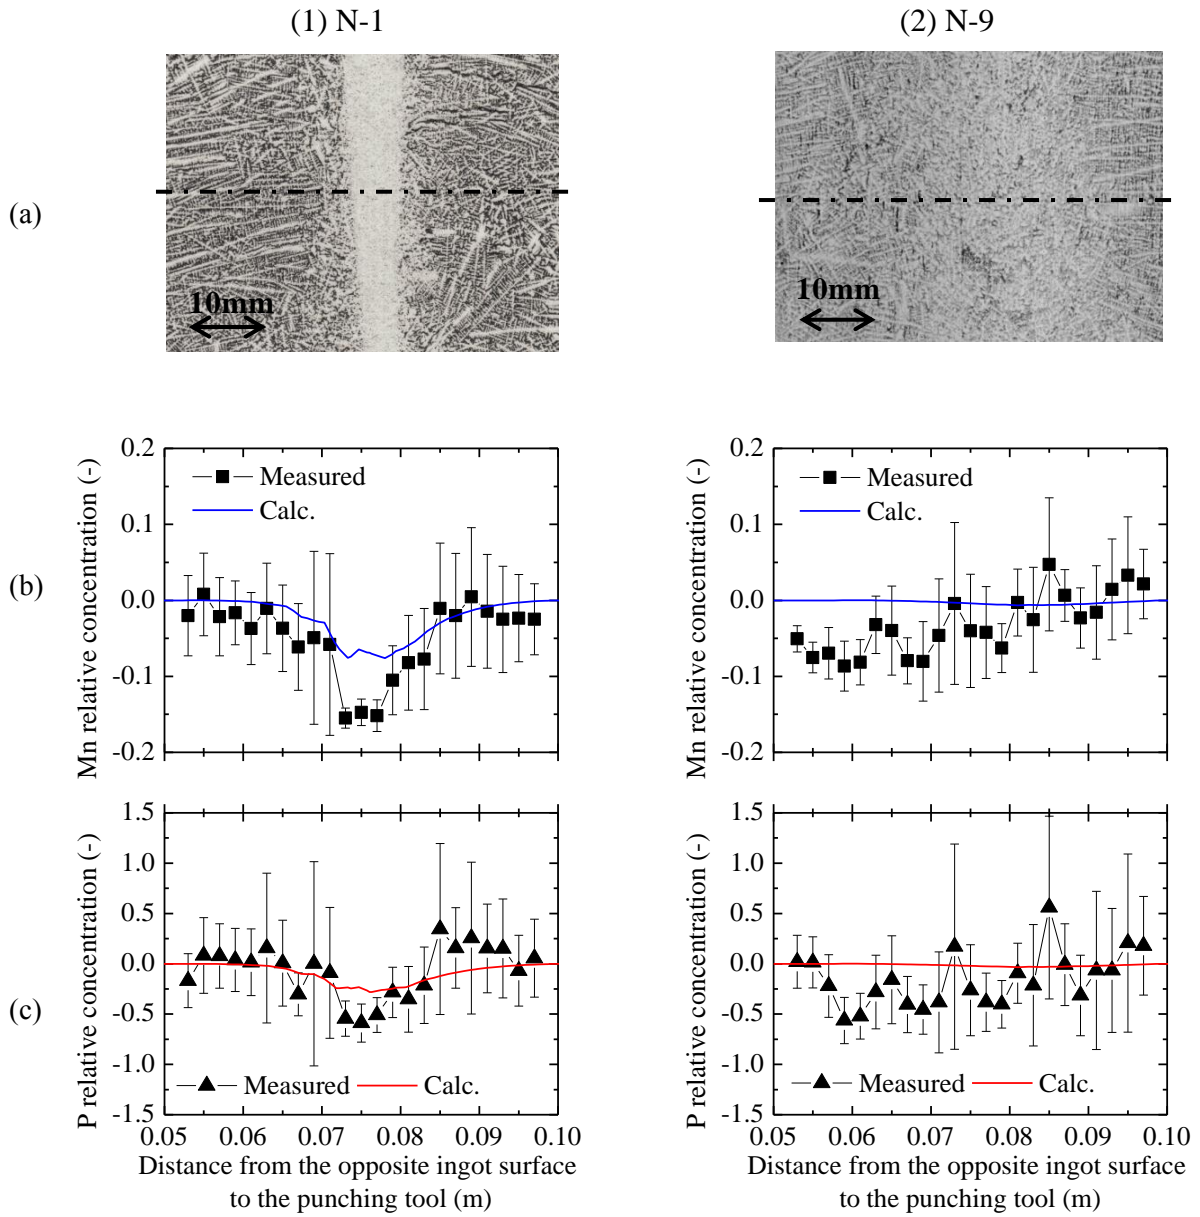 (1) N-1
(2) N-9
(a)
10mm
10mm
(b)
Mn relative concentration (-)
0.2
0.1
0.0
-0.1
-0.2
Measured
Calc.
Mn relative concentration (-)
0.2
0.1
0.0
-0.1
-0.2
Measured
Calc.
(c)
P relative concentration (-)
1.5
1.0
0.5
0.0
-0.5
-1.0
-1.5
Measured
Calc.
0.05 0.06 0.07 0.08 0.09 0.10
Distance from the opposite ingot surface
to the punching tool (m)
P relative concentration (-)
1.5
1.0
0.5
0.0
-0.5
-1.0
-1.5
Measured
Calc.
0.05 0.06 0.07 0.08 0.09 0.10
Distance from the opposite ingot surface
to the punching tool (m)